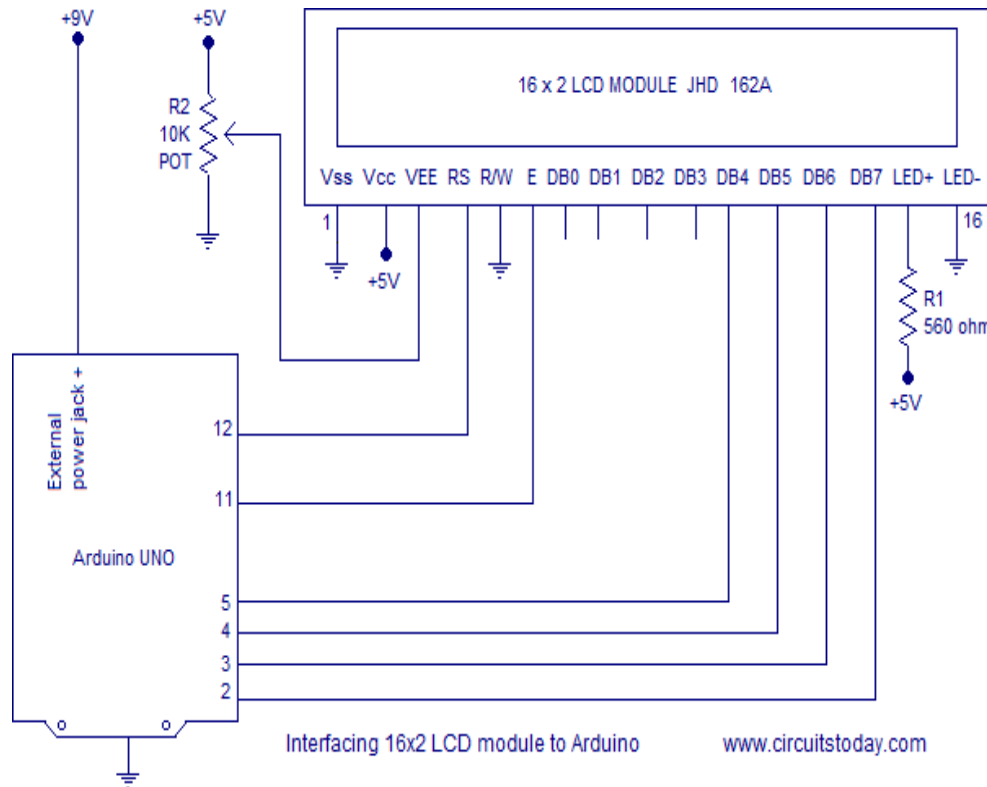 +9V
+5V
R2
10K
POT
16 x 2 LCD MODULE JHD 162A
Vss Vcc VEE RS R/W E DB0 DB1 DB2 DB3 DB4 DB5 DB6 DB7 LED+ LED-
1
16
+5V
R1
560 ohm
+5V
External
power jack +
12
11
Arduino UNO
5
4
3
2
Interfacing 16x2 LCD module to Arduino
www.circuitstoday.com